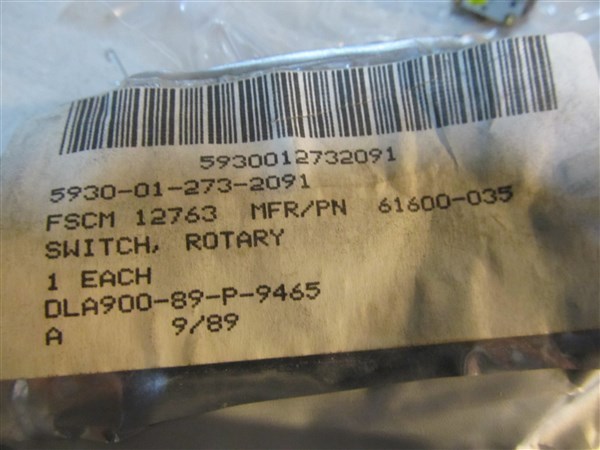 5930012732091
5930-01-273-2091
FSCM 12763 MFR/PN 61600-035
SWITCH, ROTARY
1 EACH
DLA900-89-P-9465
A 9/89